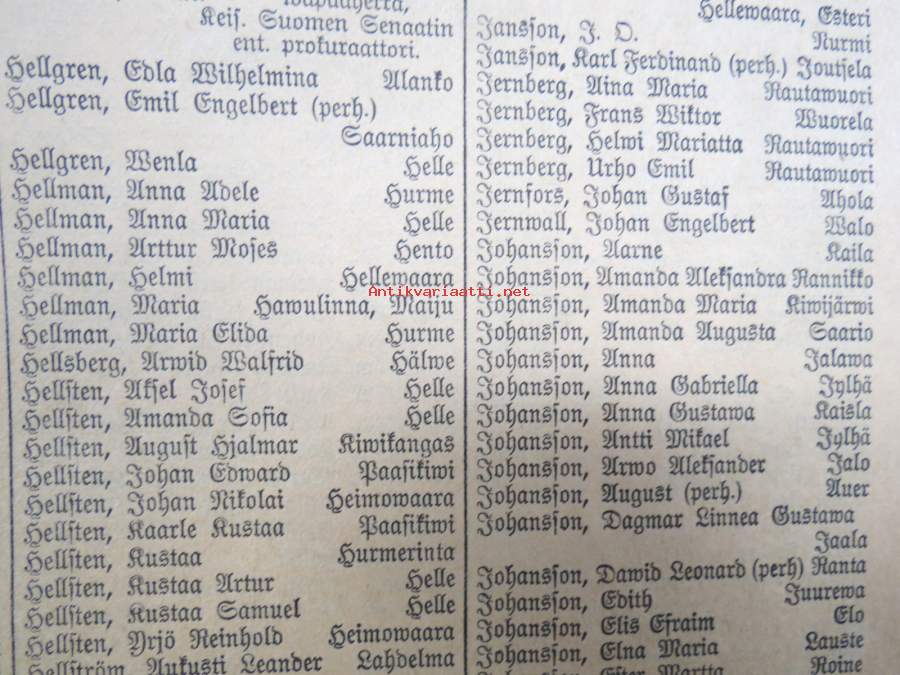 wapaaherra,
Keis. Suomen Senaatin
ent. prokuraattori.
Hellgren, Edla Wilhelmina Alanko
Hellgren, Emil Engelbert (perh.)
Saarniaho
Hellgren, Wenla Helle
Hellman, Anna Adele Hurme
Hellman, Anna Maria Helle
Hellman, Arttur Moses Hento
Hellman, Helmi Hellewaara
Hellman, Maria Hawulinna, Maiju
Hellman, Maria Elida Hurme
Hellsberg, Arwid Walfrid Hälwe
Hellsten, Aksel Josef Helle
Hellsten, Amanda Sofia Helle
Hellsten, August Hjalmar Kiwikangas
Hellsten, Johan Edward Paasikiwi
Hellsten, Johan Nikolai Heimowaara
Hellsten, Kaarle Kustaa Paasikiwi
Hellsten, Kustaa Hurmerinta
Hellsten, Kustaa Artur Helle
Hellsten, Kustaa Samuel Helle
Hellsten, Yrjö Reinhold Heimowaara
Hellström, Aukusti Leander Lahdelma
Hellewaara, Esteri
Jansson, J. O. Nurmi
Jansson, Karl Ferdinand (perh.) Joutsela
Jernberg, Aina Maria Rautawuori
Jernberg, Frans Wiktor Wuorela
Jernberg, Helwi Mariatta Rautawuori
Jernberg, Urho Emil Rautawuori
Jernfors, Johan Gustaf Ahola
Jernwall, Johan Engelbert Walo
Johansson, Aarne Kaila
Johansson, Amanda Aleksandra Rannikko
Johansson, Amanda Maria Kiwijärwi
Johansson, Amanda Augusta Saario
Johansson, Anna Jalawa
Johansson, Anna Gabriella Jylhä
Johansson, Anna Gustawa Kaisla
Johansson, Antti Mikael Jylhä
Johansson, Arwo Aleksander Jalo
Johansson, August (perh.) Auer
Johansson, Dagmar Linnea Gustawa
Jaala
Johansson, Dawid Leonard (perh) Ranta
Johansson, Edith Juurewa
Johansson, Elis Efraim Elo
Johansson, Elna Maria Lauste
Johansson, Ester Martta Roine
Antikvariaatti.net